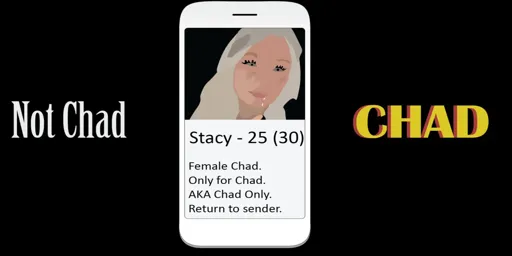 Not Chad
Stacy - 25 (30)
Female Chad.
Only for Chad.
AKA Chad Only.
Return to sender.
CHAD